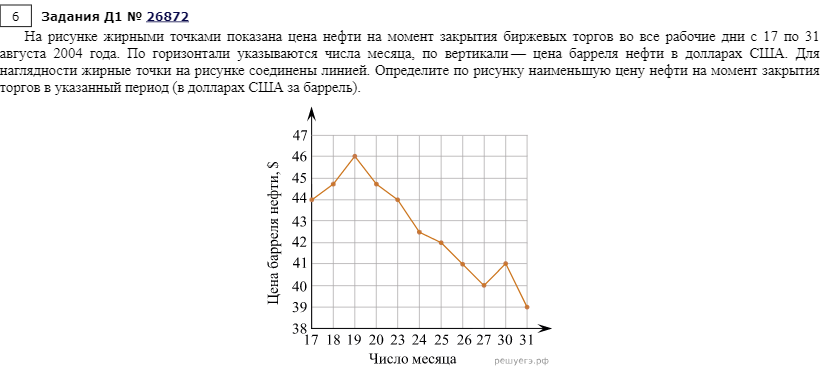 6 Задания Д1 № 26872
На рисунке жирными точками показана цена нефти на момент закрытия биржевых торгов во все рабочие дни с 17 по 31
августа 2004 года. По горизонтали указываются числа месяца, по вертикали — цена барреля нефти в долларах США. Для
наглядности жирные точки на рисунке соединены линией. Определите по рисунку наименьшую цену нефти на момент закрытия
торгов в указанный период (в долларах США за баррель).
Цена барреля нефти, $
47
46
45
44
43
42
41
40
39
38
17 18 19 20 23 24 25 26 27 30 31
Число месяца
решуегэ.рф